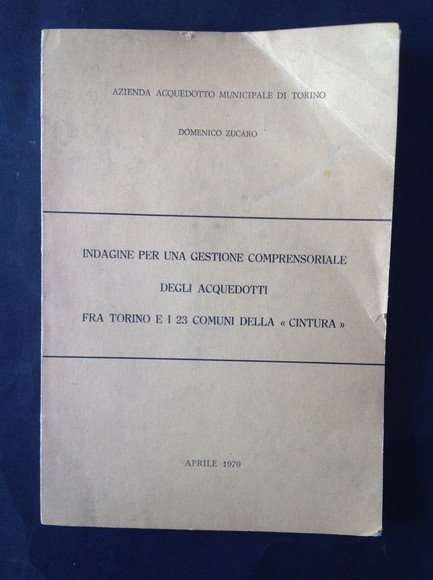 AZIENDA ACQUEDOTTO MUNICIPALE DI TORINO
DOMENICO ZUCARO
INDAGINE PER UNA GESTIONE COMPRENSORIALE
DEGLI ACQUEDOTTI
FRA TORINO E I 23 COMUNI DELLA « CINTURA »
APRILE 1970